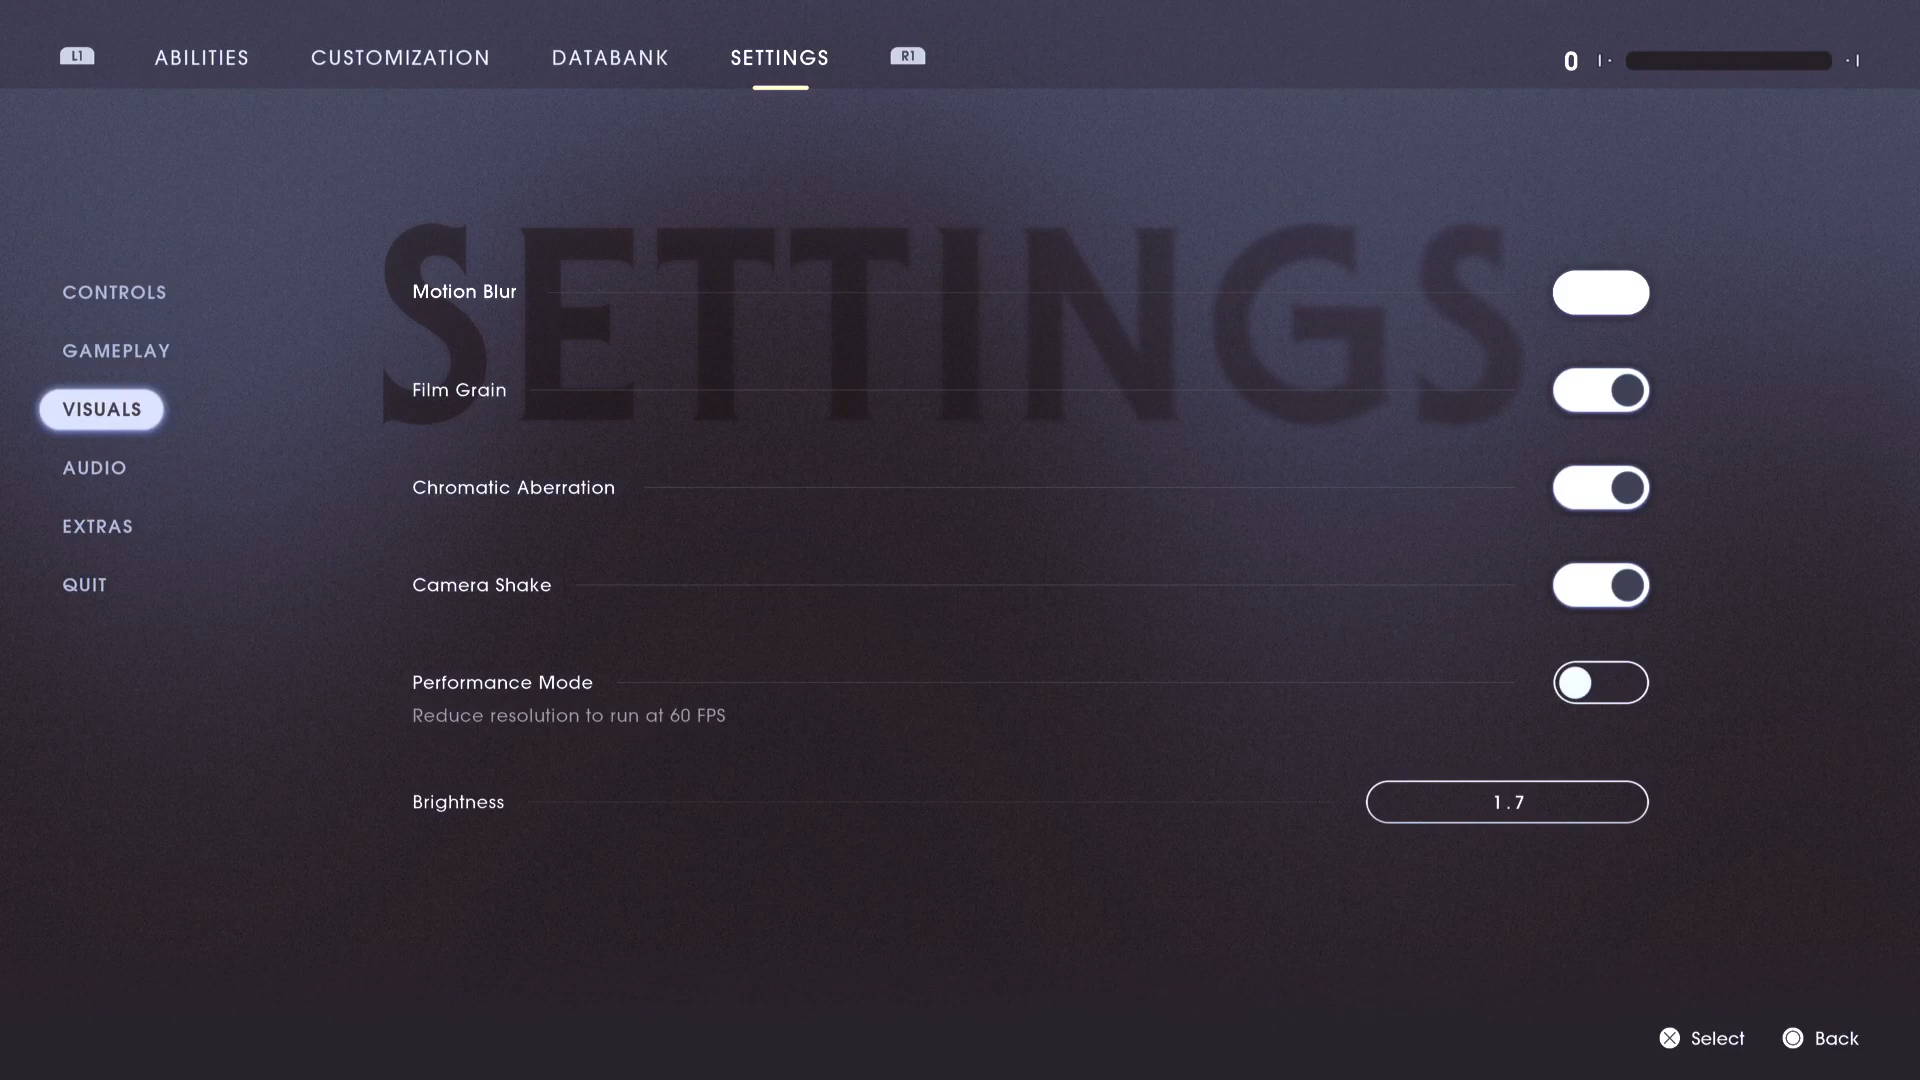 L1 ABILITIES CUSTOMIZATION DATABANK SETTINGS R1 0
SETTINGS
CONTROLS
GAMEPLAY
VISUALS
AUDIO
EXTRAS
QUIT
Motion Blur
Film Grain
Chromatic Aberration
Camera Shake
Performance Mode
Reduce resolution to run at 60 FPS
Brightness 1.7
Select Back